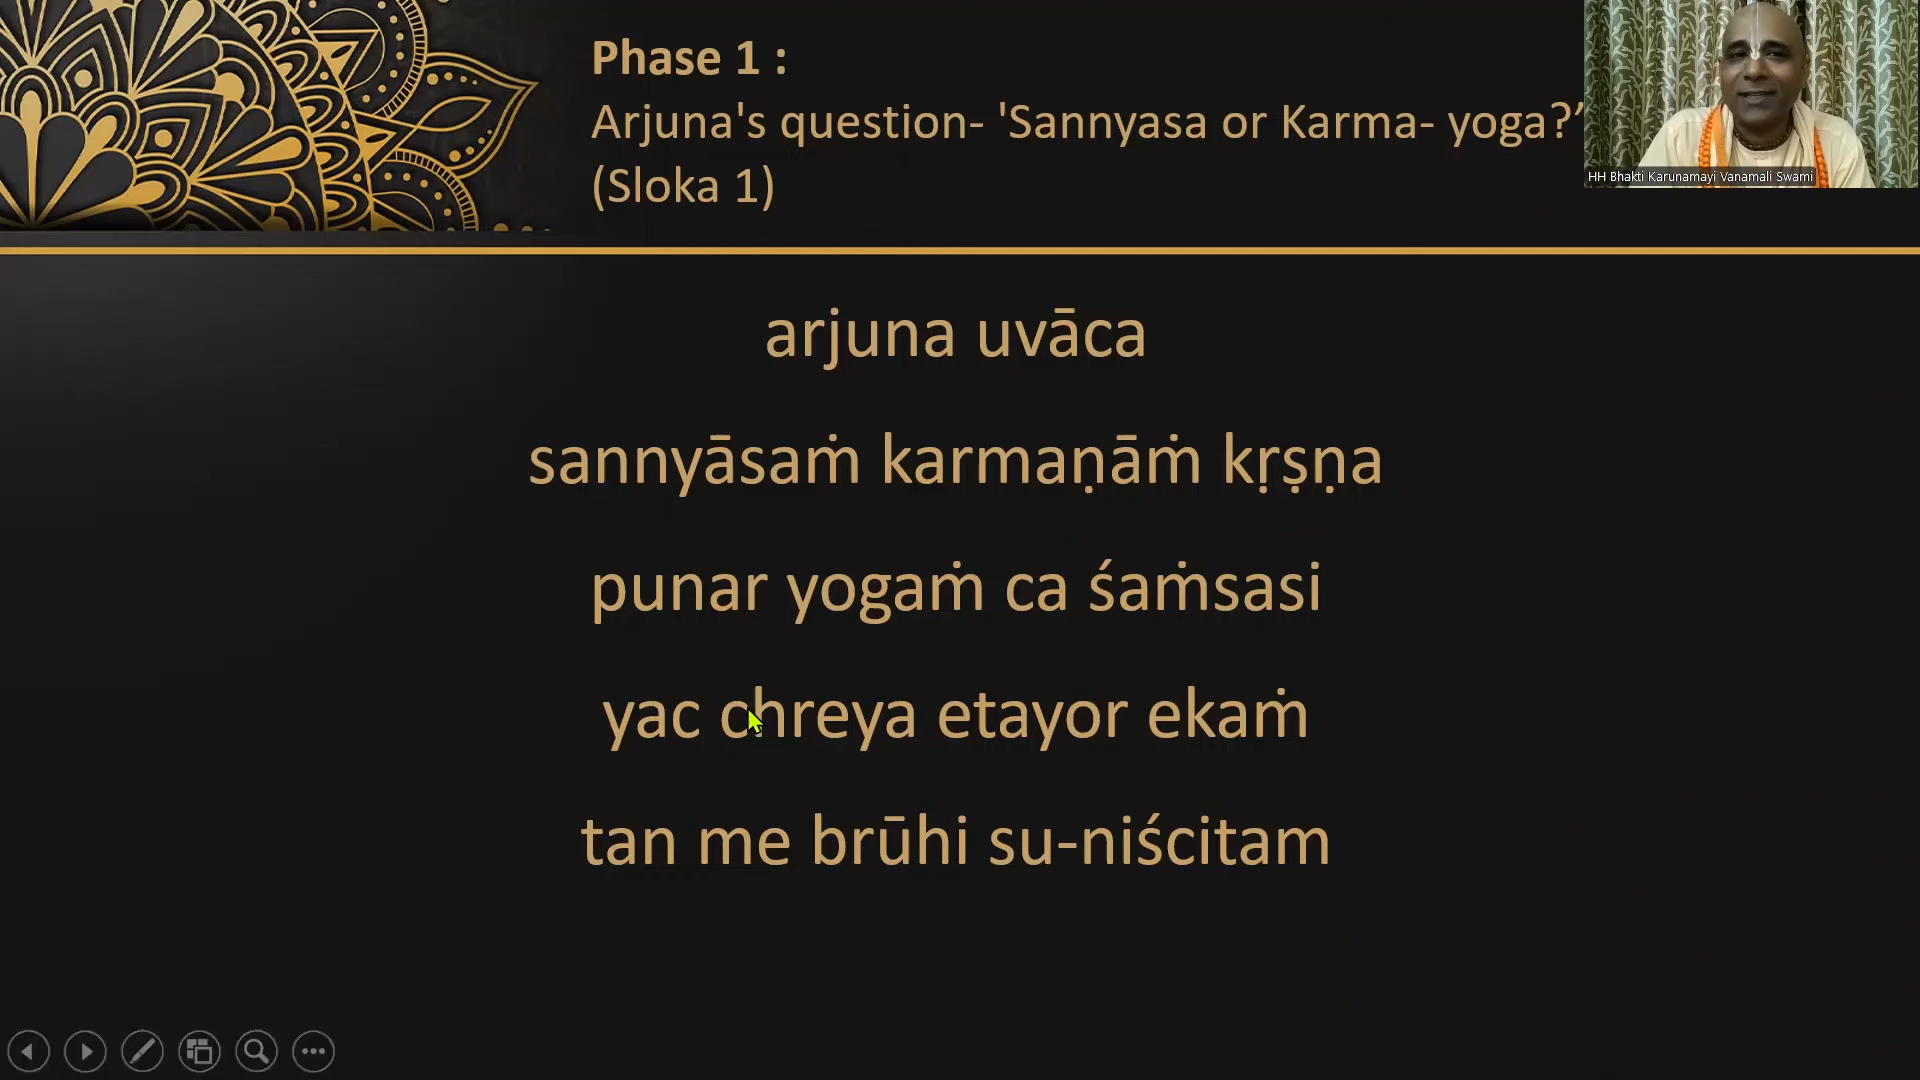 Phase 1 :
Arjuna's question- 'Sannyasa or Karma- yoga?’
(Sloka 1)
HH Bhakti Karunamayi Vanamali Swami
arjuna uvāca
sannyāsaṁ karmaṇāṁ kṛṣṇa
punar yogaṁ ca śaṁsasi
yac chreya etayor ekaṁ
tan me brūhi su-niścitam